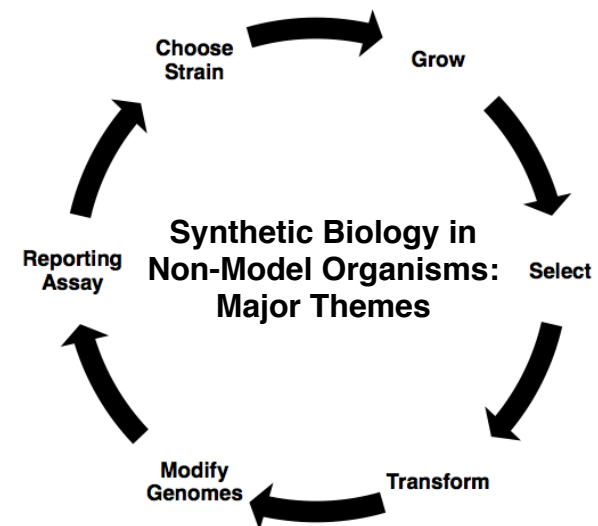 Choose
Strain
Grow
Synthetic Biology in
Non-Model Organisms:
Major Themes
Reporting
Assay
Select
Modify
Genomes
Transform